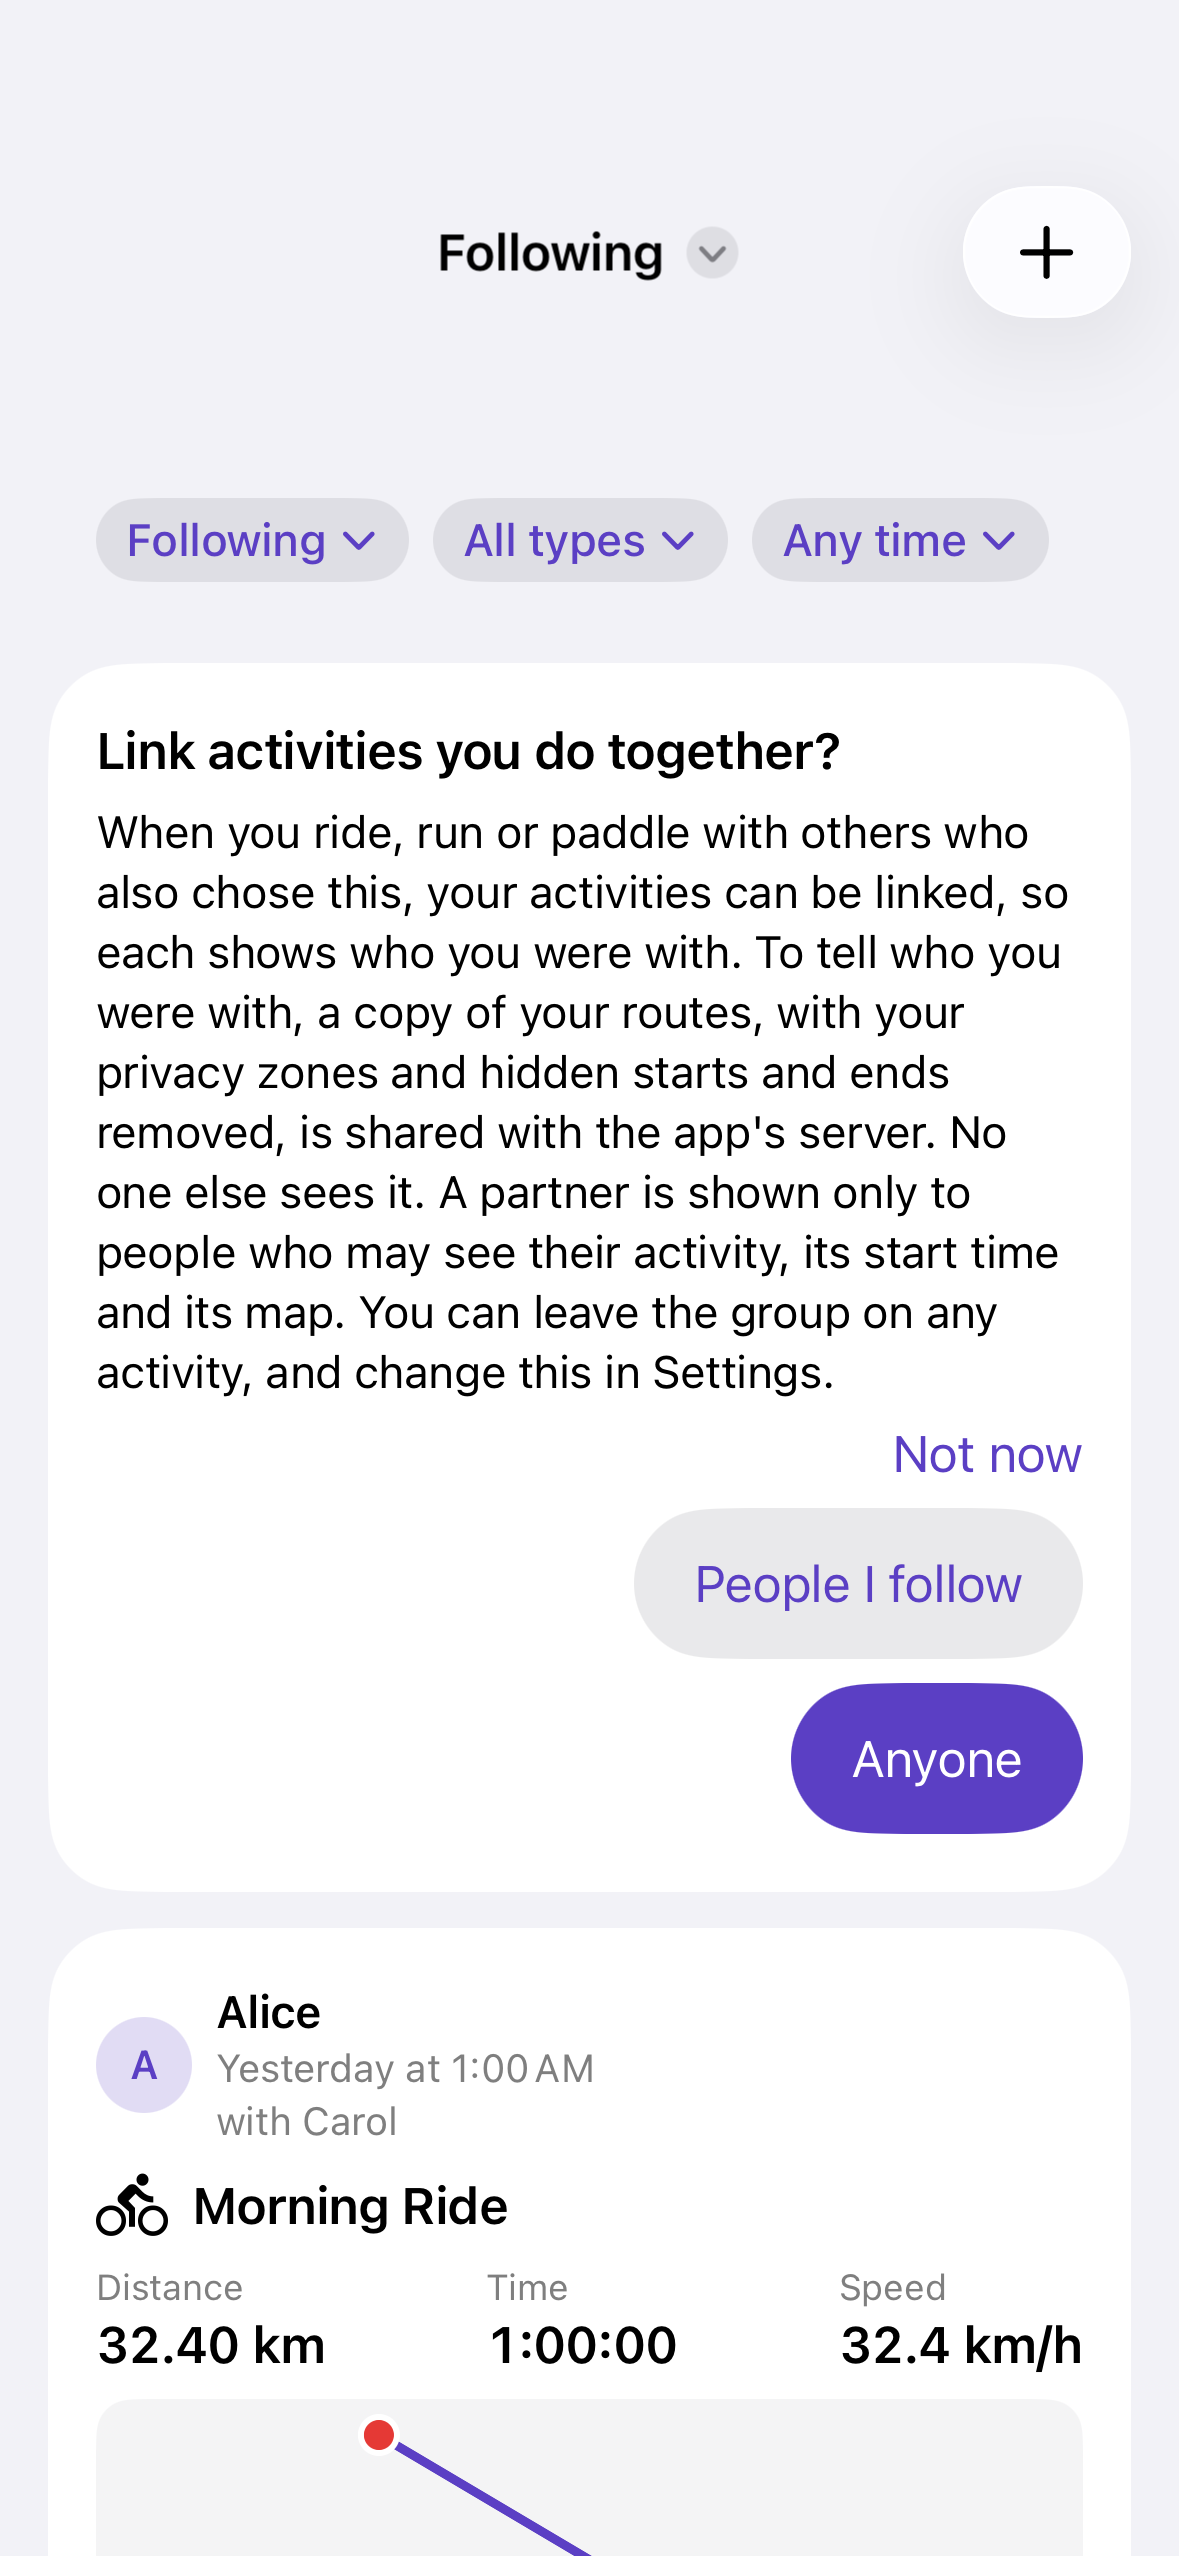 Following
Following
All types
Any time
Link activities you do together?
When you ride, run or paddle with others who
also chose this, your activities can be linked, so
each shows who you were with. To tell who you
were with, a copy of your routes, with your
privacy zones and hidden starts and ends
removed, is shared with the app's server. No
one else sees it. A partner is shown only to
people who may see their activity, its start time
and its map. You can leave the group on any
activity, and change this in Settings.
Not now
People I follow
Anyone
A
Alice
Yesterday at 1:00 AM
with Carol
Morning Ride
Distance
Time
Speed
32.40 km
1:00:00
32.4 km/h